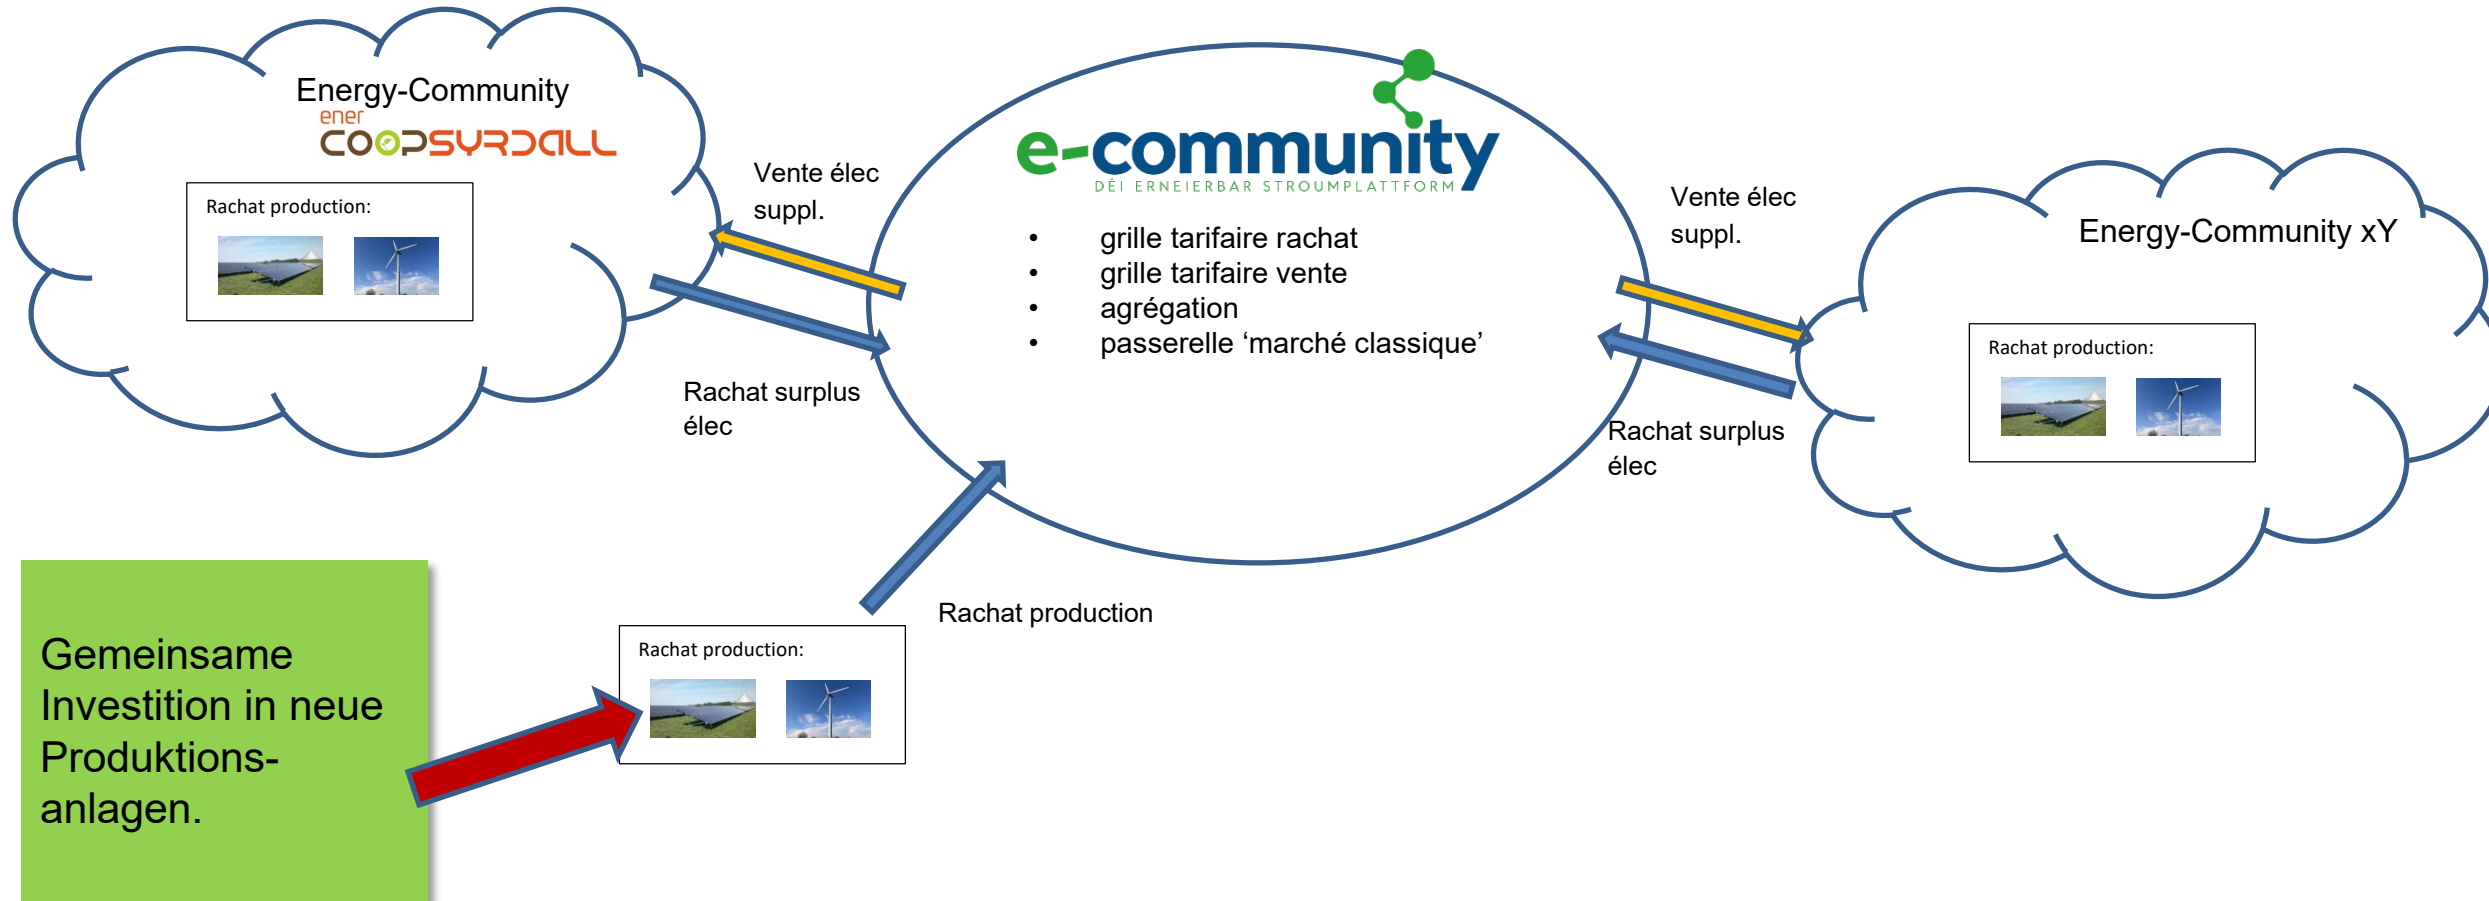 Energy-Community
ener
COOPSYRDALL
Rachat production:
Vente élec
suppl.
Rachat surplus
élec
e-community
DÉI ERNEIERBAR STROUMPLATTFORM
• grille tarifaire rachat
• grille tarifaire vente
• agrégation
• passerelle ‘marché classique’
Vente élec
suppl.
Rachat surplus
élec
Energy-Community xY
Rachat production:
Gemeinsame
Investition in neue
Produktions-
anlagen.
Rachat production:
Rachat production